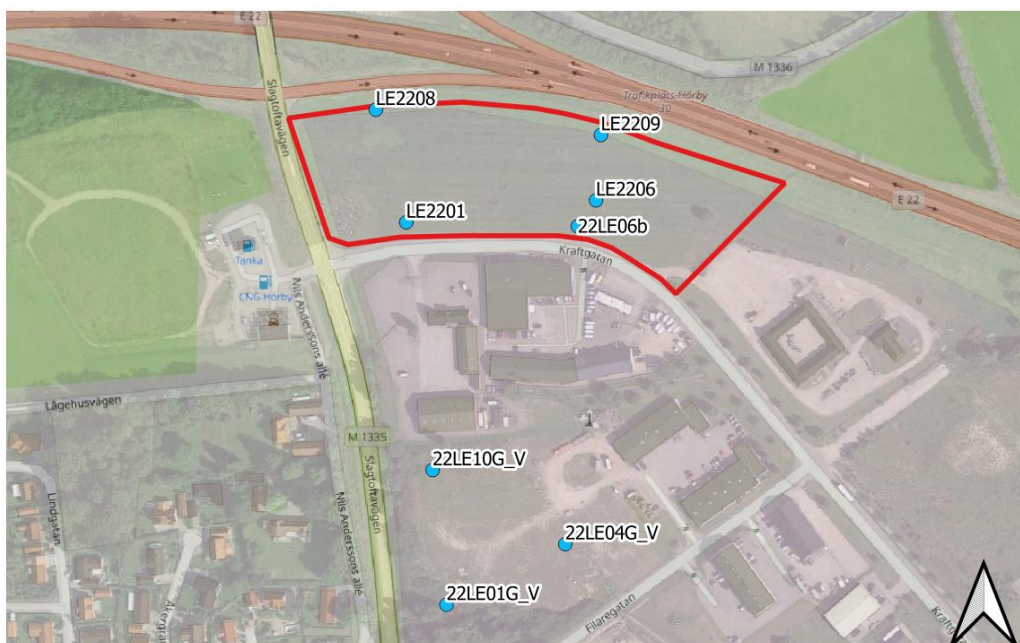 E 22
M 1336
Slagtoftavägen
LE2208
Trafikplats Hörby
30
LE2209
E 22
LE2206
LE2201
22LE06b
Kraftgatan
Tanka
CNG Hörby
Nils Anderssons allé
Lågehusvägen
M 1335
22LE10G_V
Slagtoftavägen
Lindgatan
Nils Anderssons allé
22LE04G_V
22LE01G_V
Filaregatan